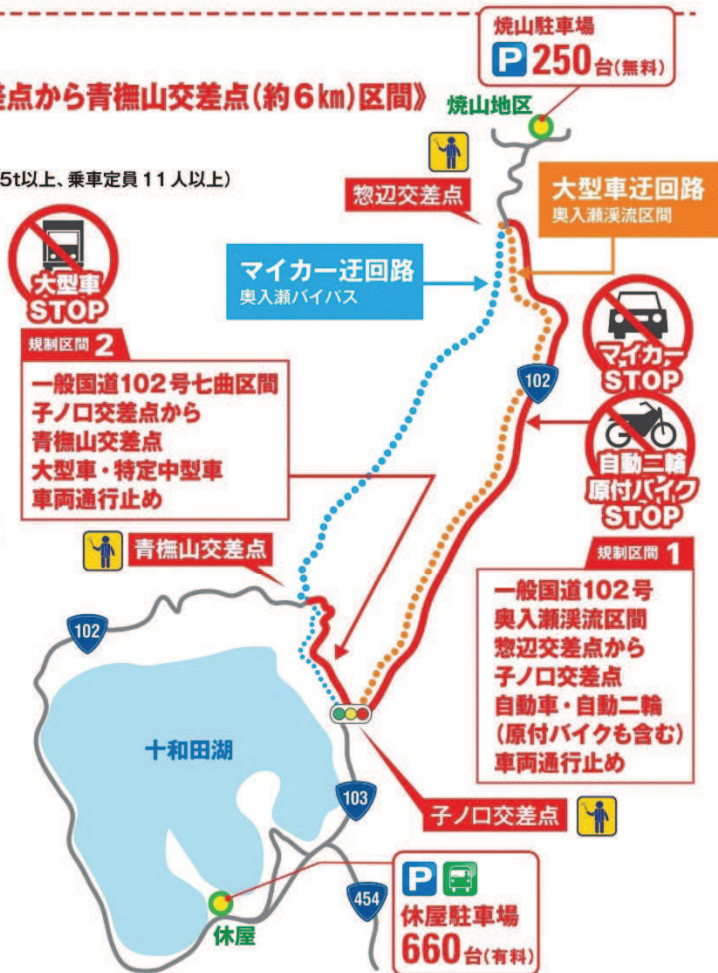 焼山駐車場
P 250台(無料)
差点から青橅山交差点(約6km)区間》
焼山地区
5t以上、乗車定員11人以上)
惣辺交差点
大型車迂回路
奥入瀬渓流区間
大型車
STOP
マイカー迂回路
奥入瀬バイパス
マイカー
STOP
規制区間 2
一般国道102号七曲区間
子ノ口交差点から
青橅山交差点
大型車・特定中型車
車両通行止め
102
自動二輪
原付バイク
STOP
青橅山交差点
規制区間 1
一般国道102号
奥入瀬渓流区間
惣辺交差点から
子ノ口交差点
自動車・自動二輪
(原付バイクも含む)
車両通行止め
102
十和田湖
103
子ノ口交差点
454
P
休屋駐車場
660台(有料)
休屋